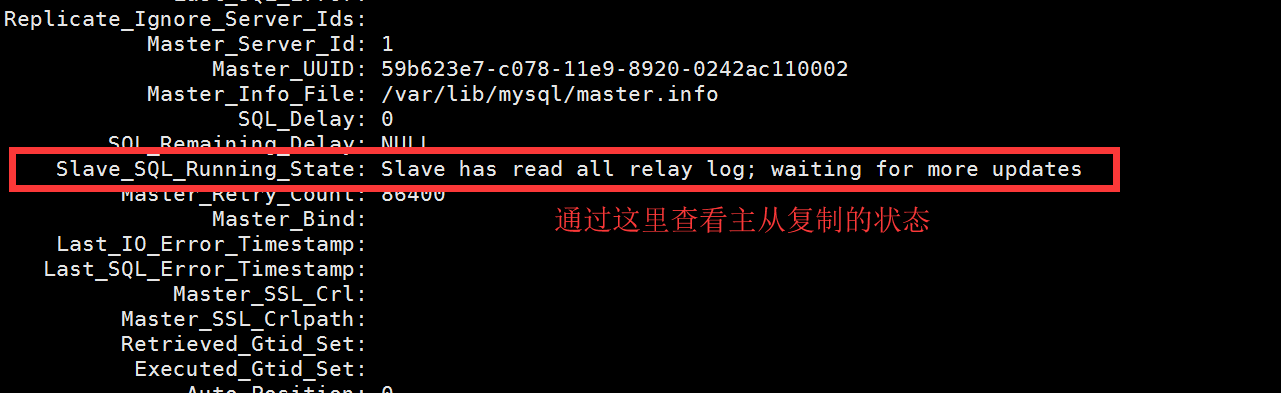 Replicate_Ignore_Server_Ids:
Master_Server_Id: 1
Master_UUID: 59b623e7-c078-11e9-8920-0242ac110002
Master_Info_File: /var/lib/mysql/master.info
SQL_Delay: 0
SQL_Remaining_Delay: NULL
Slave_SQL_Running_State: Slave has read all relay log; waiting for more updates
Master_Retry_Count: 86400
Master_Bind:
通过这里查看主从复制的状态
Last_IO_Error_Timestamp:
Last_SQL_Error_Timestamp:
Master_SSL_Crl:
Master_SSL_Crlpath:
Retrieved_Gtid_Set:
Executed_Gtid_Set:
Auto_Position: 0